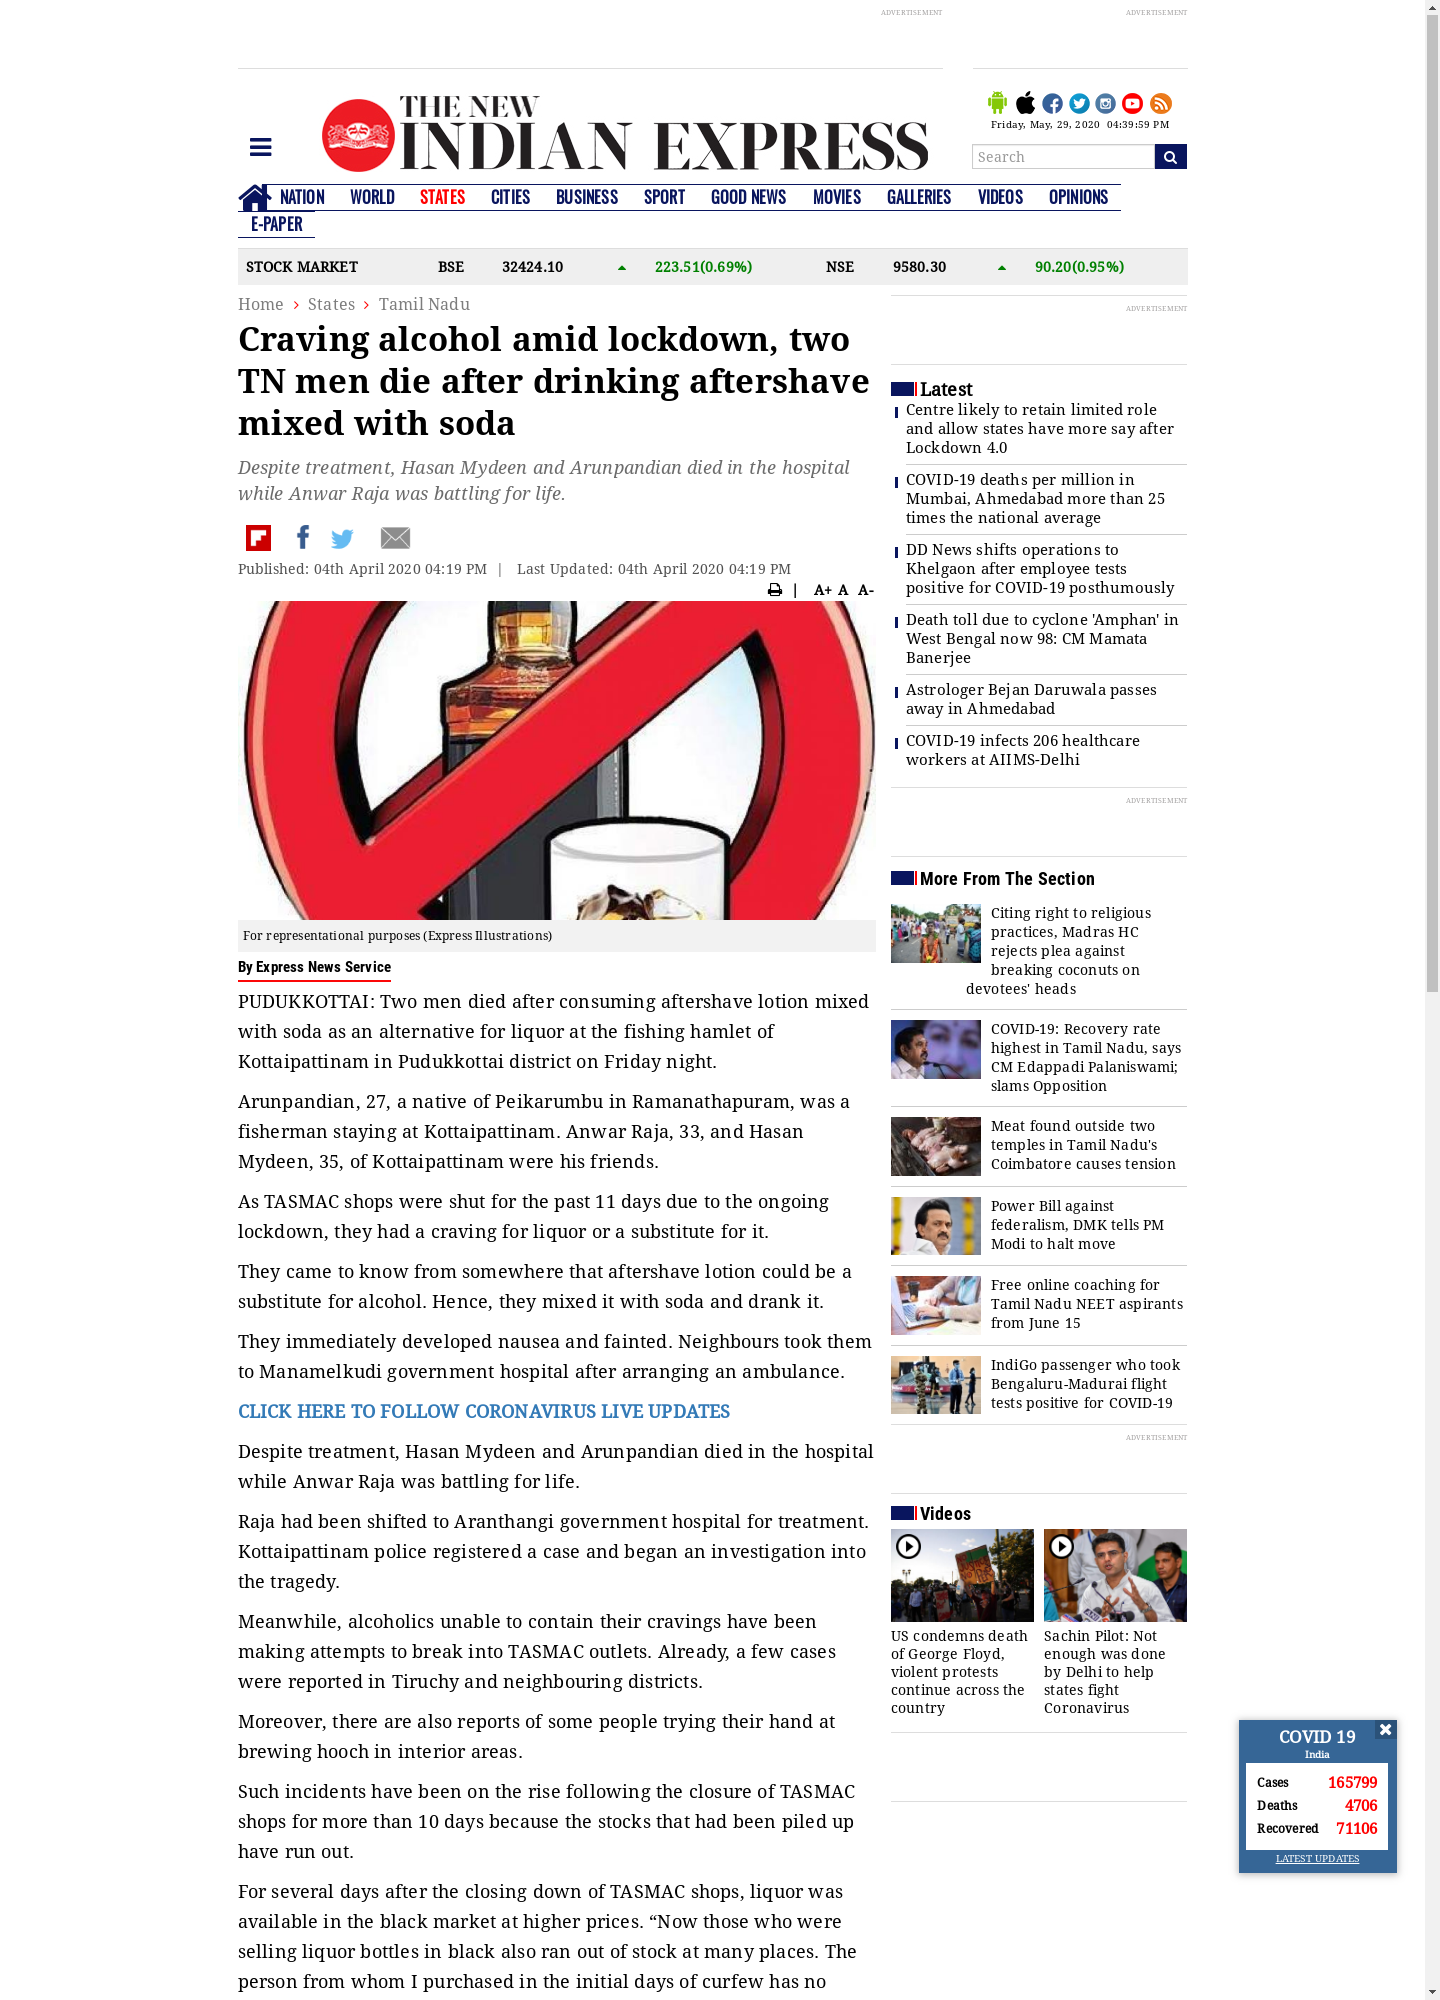 ADVERTISEMENT
ADVERTISEMENT
THE NEW
INDIAN EXPRESS
Friday, May, 29, 2020 04:39:59 PM
Search
NATION WORLD STATES CITIES BUSINESS SPORT GOOD NEWS MOVIES GALLERIES VIDEOS OPINIONS
E-PAPER
STOCK MARKET BSE 32424.10 223.51(0.69%) NSE 9580.30 90.20(0.95%)
Home States Tamil Nadu
Craving alcohol amid lockdown, two
TN men die after drinking aftershave
mixed with soda
Despite treatment, Hasan Mydeen and Arunpandian died in the hospital
while Anwar Raja was battling for life.
Published: 04th April 2020 04:19 PM | Last Updated: 04th April 2020 04:19 PM
| A+ A A-
For representational purposes (Express Illustrations)
By Express News Service
PUDUKKOTTAI: Two men died after consuming aftershave lotion mixed
with soda as an alternative for liquor at the fishing hamlet of
Kottaipattinam in Pudukkottai district on Friday night.
Arunpandian, 27, a native of Peikarumbu in Ramanathapuram, was a
fisherman staying at Kottaipattinam. Anwar Raja, 33, and Hasan
Mydeen, 35, of Kottaipattinam were his friends.
As TASMAC shops were shut for the past 11 days due to the ongoing
lockdown, they had a craving for liquor or a substitute for it.
They came to know from somewhere that aftershave lotion could be a
substitute for alcohol. Hence, they mixed it with soda and drank it.
They immediately developed nausea and fainted. Neighbours took them
to Manamelkudi government hospital after arranging an ambulance.
CLICK HERE TO FOLLOW CORONAVIRUS LIVE UPDATES
Despite treatment, Hasan Mydeen and Arunpandian died in the hospital
while Anwar Raja was battling for life.
Raja had been shifted to Aranthangi government hospital for treatment.
Kottaipattinam police registered a case and began an investigation into
the tragedy.
Meanwhile, alcoholics unable to contain their cravings have been
making attempts to break into TASMAC outlets. Already, a few cases
were reported in Tiruchy and neighbouring districts.
Moreover, there are also reports of some people trying their hand at
brewing hooch in interior areas.
Such incidents have been on the rise following the closure of TASMAC
shops for more than 10 days because the stocks that had been piled up
have run out.
For several days after the closing down of TASMAC shops, liquor was
available in the black market at higher prices. “Now those who were
selling liquor bottles in black also ran out of stock at many places. The
person from whom I purchased in the initial days of curfew has no
ADVERTISEMENT
Latest
Centre likely to retain limited role
and allow states have more say after
Lockdown 4.0
COVID-19 deaths per million in
Mumbai, Ahmedabad more than 25
times the national average
DD News shifts operations to
Khelgaon after employee tests
positive for COVID-19 posthumously
Death toll due to cyclone 'Amphan' in
West Bengal now 98: CM Mamata
Banerjee
Astrologer Bejan Daruwala passes
away in Ahmedabad
COVID-19 infects 206 healthcare
workers at AIIMS-Delhi
ADVERTISEMENT
More From The Section
Citing right to religious
practices, Madras HC
rejects plea against
breaking coconuts on
devotees' heads
COVID-19: Recovery rate
highest in Tamil Nadu, says
CM Edappadi Palaniswami;
slams Opposition
Meat found outside two
temples in Tamil Nadu's
Coimbatore causes tension
Power Bill against
federalism, DMK tells PM
Modi to halt move
Free online coaching for
Tamil Nadu NEET aspirants
from June 15
IndiGo passenger who took
Bengaluru-Madurai flight
tests positive for COVID-19
ADVERTISEMENT
Videos
US condemns death
of George Floyd,
violent protests
continue across the
country
Sachin Pilot: Not
enough was done
by Delhi to help
states fight
Coronavirus
COVID 19
India
Cases 165799
Deaths 4706
Recovered 71106
LATEST UPDATES